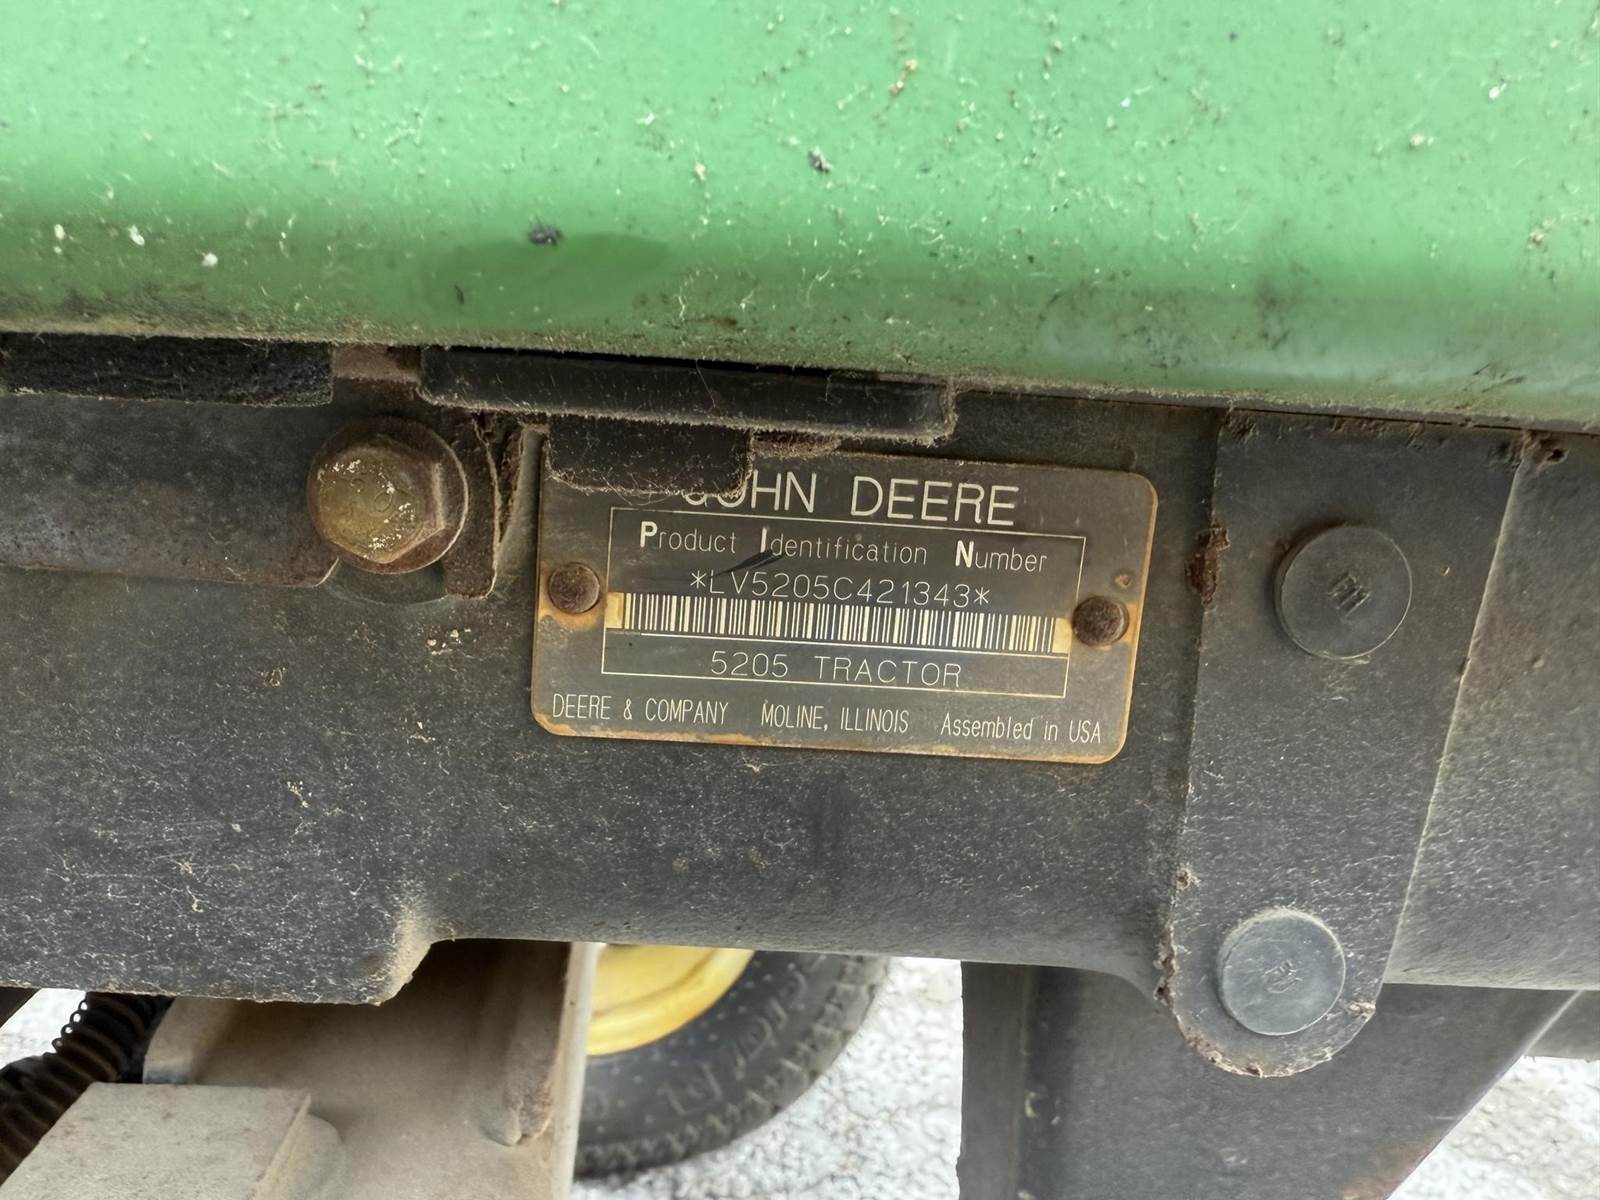 JOHN DEERE
Product Identification Number
*LV5205C421343*
5205 TRACTOR
DEERE & COMPANY MOLINE, ILLINOIS Assembled in USA